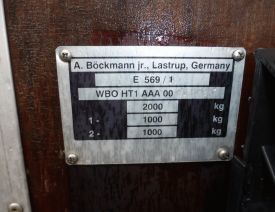 A. Böckmann jr., Lastrup, Germany
E 569 / 1
WBO HT1 AAA 00
2000 kg
1 - 1000 kg
2 - 1000 kg